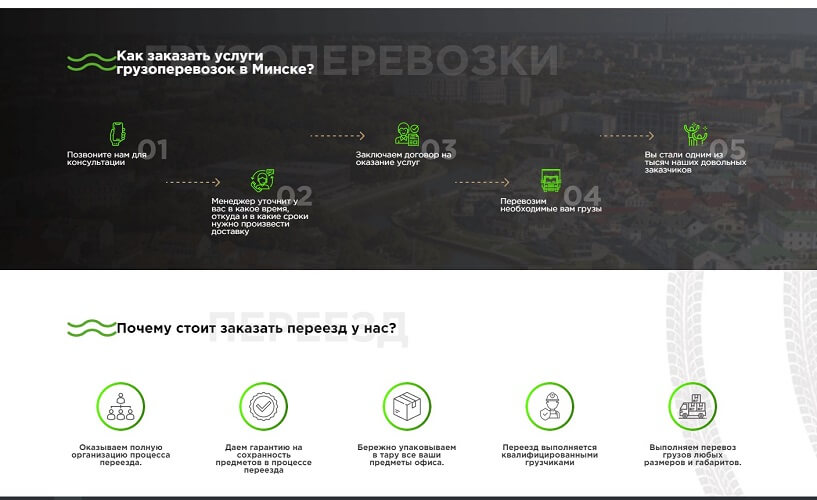 ГРУЗОПЕРЕВОЗКИ
Как заказать услуги
грузоперевозок в Минске?
01
Позвоните нам для
консультации
02
Менеджер уточнит у
вас в какое время,
откуда и в какие сроки
нужно произвести
доставку
03
Заключаем договор на
оказание услуг
04
Перевозим
необходимые вам грузы
05
Вы стали одним из
тысяч наших довольных
заказчиков
ПЕРЕЕЗД
Почему стоит заказать переезд у нас?
Оказываем полную
организацию процесса
переезда.
Даем гарантию на
сохранность
предметов в процессе
переезда
Бережно упаковываем
в тару все ваши
предметы офиса.
Переезд выполняется
квалифицированными
грузчиками
Выполняем перевоз
грузов любых
размеров и габаритов.